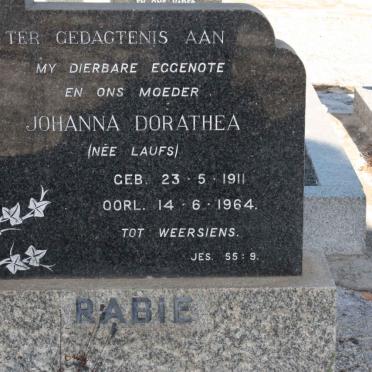 TER GEDAGTENIS AAN
MY DIERBARE EGGENOTE
EN ONS MOEDER.
JOHANNA DORATHEA
(NÉE LAUFS)
GEB. 23·5·1911
OORL. 14·6·1964.
TOT WEERSIENS.
JES. 55:9.
RABIE